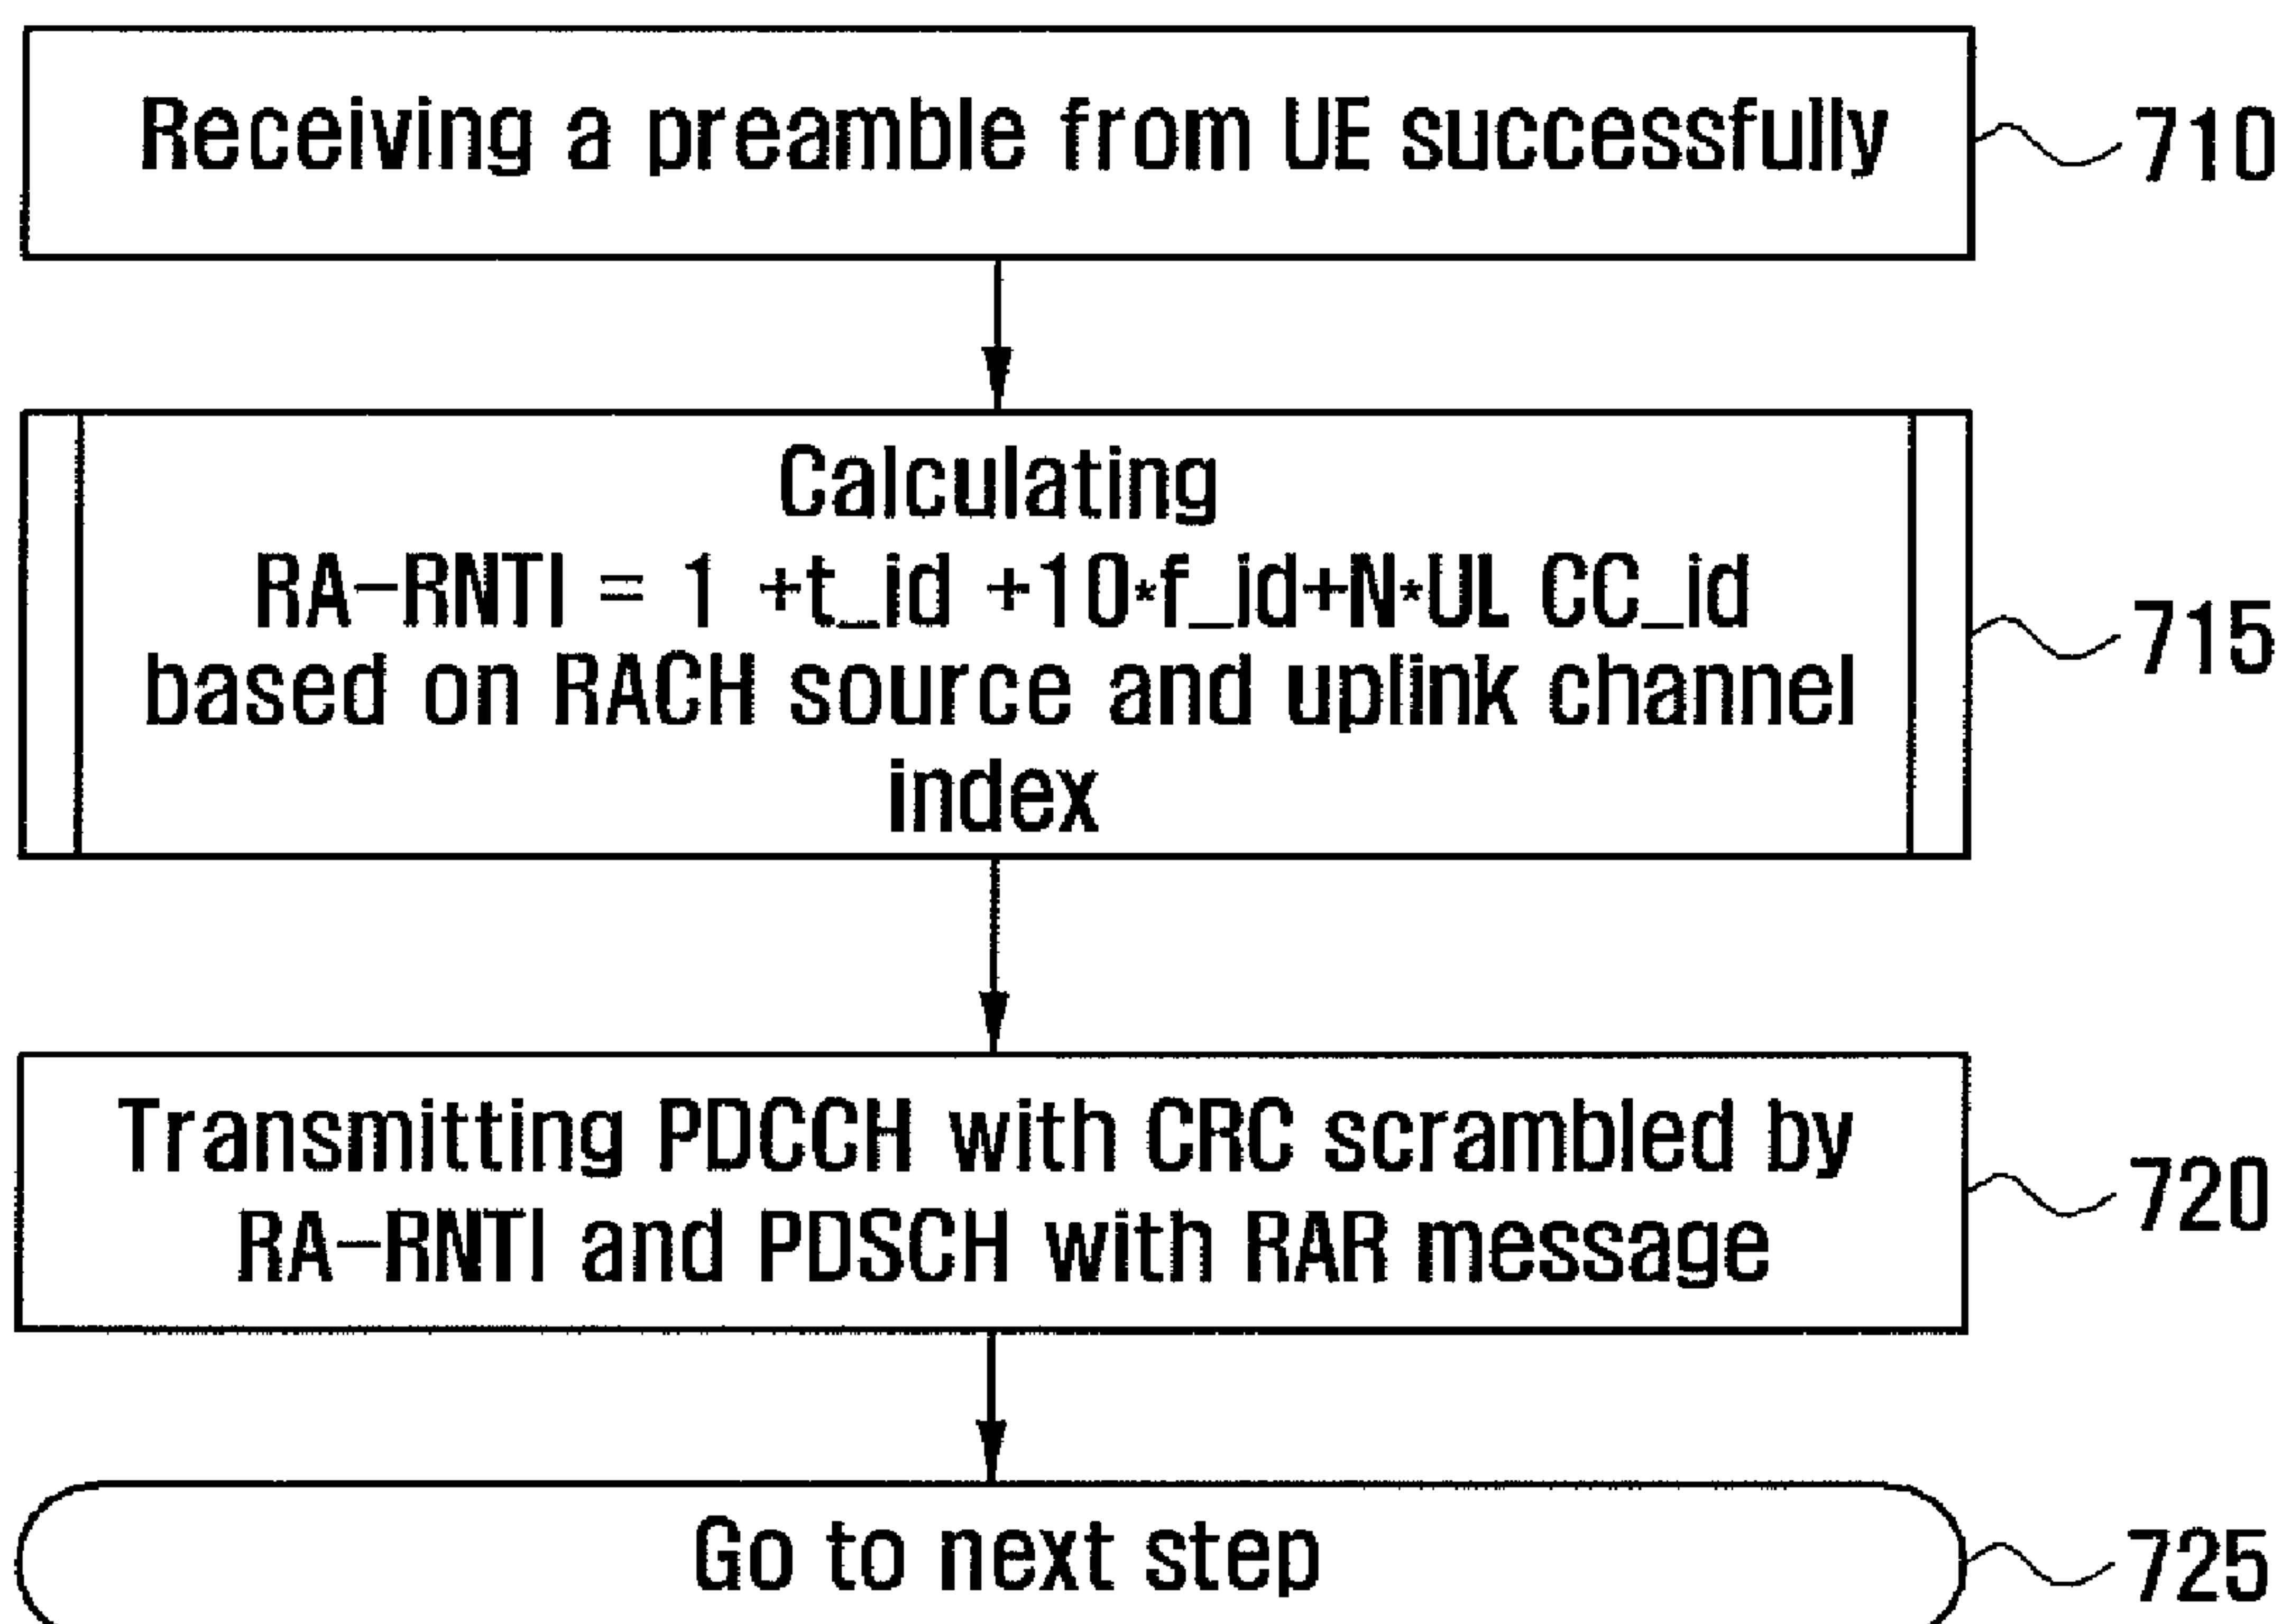 Receiving a preamble from UE successfully
710
Calculating
RA-RNTI = 1 +t_id +10*f_id+N*UL CC_id
715
based on RACH source and uplink channel
index
Transmitting PDCCH with CRC scrambled by
720
RA-RNTI and PDSCH with RAR message
Go to next step
725